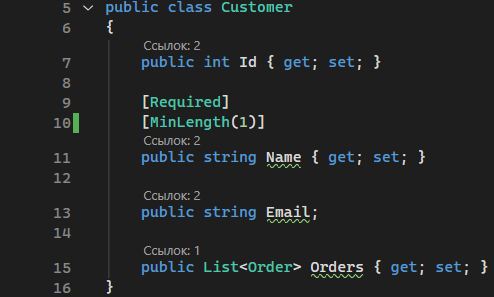 5 public class Customer
6 {
Ссылок: 2
7 public int Id { get; set; }
8
9 [Required]
10 [MinLength(1)]
Ссылок: 2
11 public string Name { get; set; }
12
Ссылок: 2
13 public string Email;
14
Ссылок: 1
15 public List<Order> Orders { get; set; }
16 }